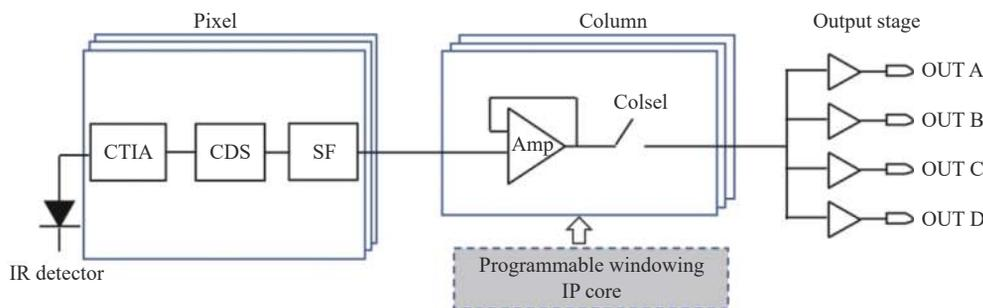 Pixel
Column
Output stage
CTIA
CDS
SF
Amp
Colsel
OUT A
OUT B
OUT C
OUT D
IR detector
Programmable windowing
IP core